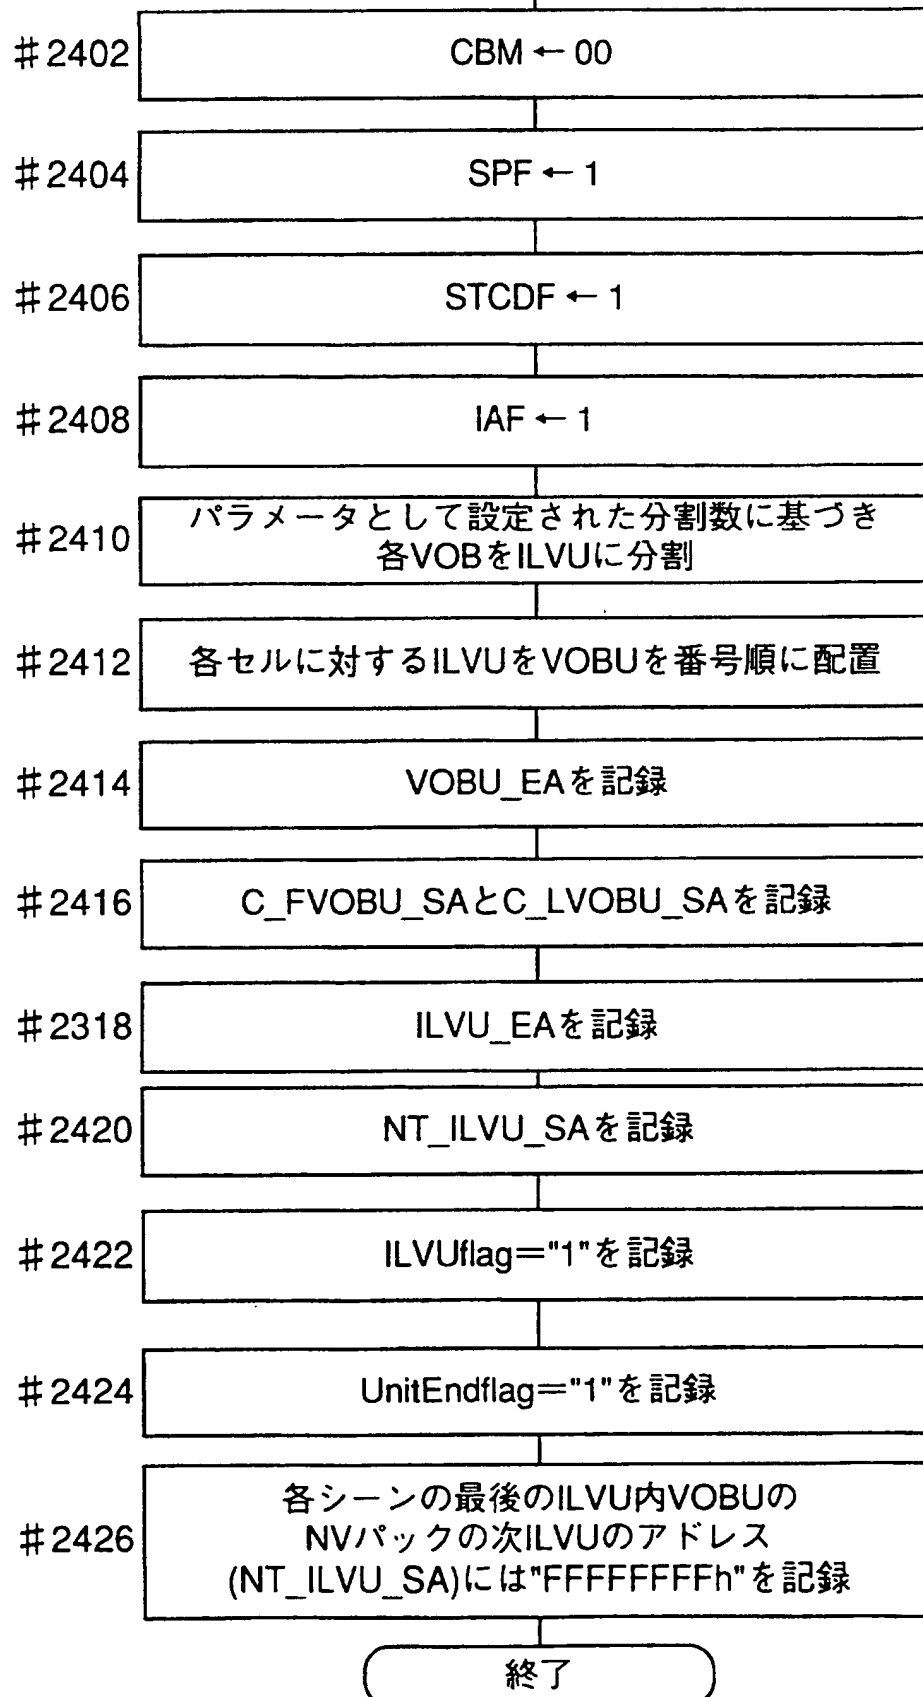 #2402 CBM ← 00
#2404 SPF ← 1
#2406 STCDF ← 1
#2408 IAF ← 1
#2410 パラメータとして設定された分割数に基づき
各VOBをILVUに分割
#2412 各セルに対するILVUをVOBUを番号順に配置
#2414 VOBU_EAを記録
#2416 C_FVOBU_SAとC_LVOBU_SAを記録
#2318 ILVU_EAを記録
#2420 NT_ILVU_SAを記録
#2422 ILVUflag="1"を記録
#2424 UnitEndflag="1"を記録
#2426 各シーンの最後のILVU内VOBUの
NVパックの次ILVUのアドレス
(NT_ILVU_SA)には"FFFFFFFFh"を記録
終了